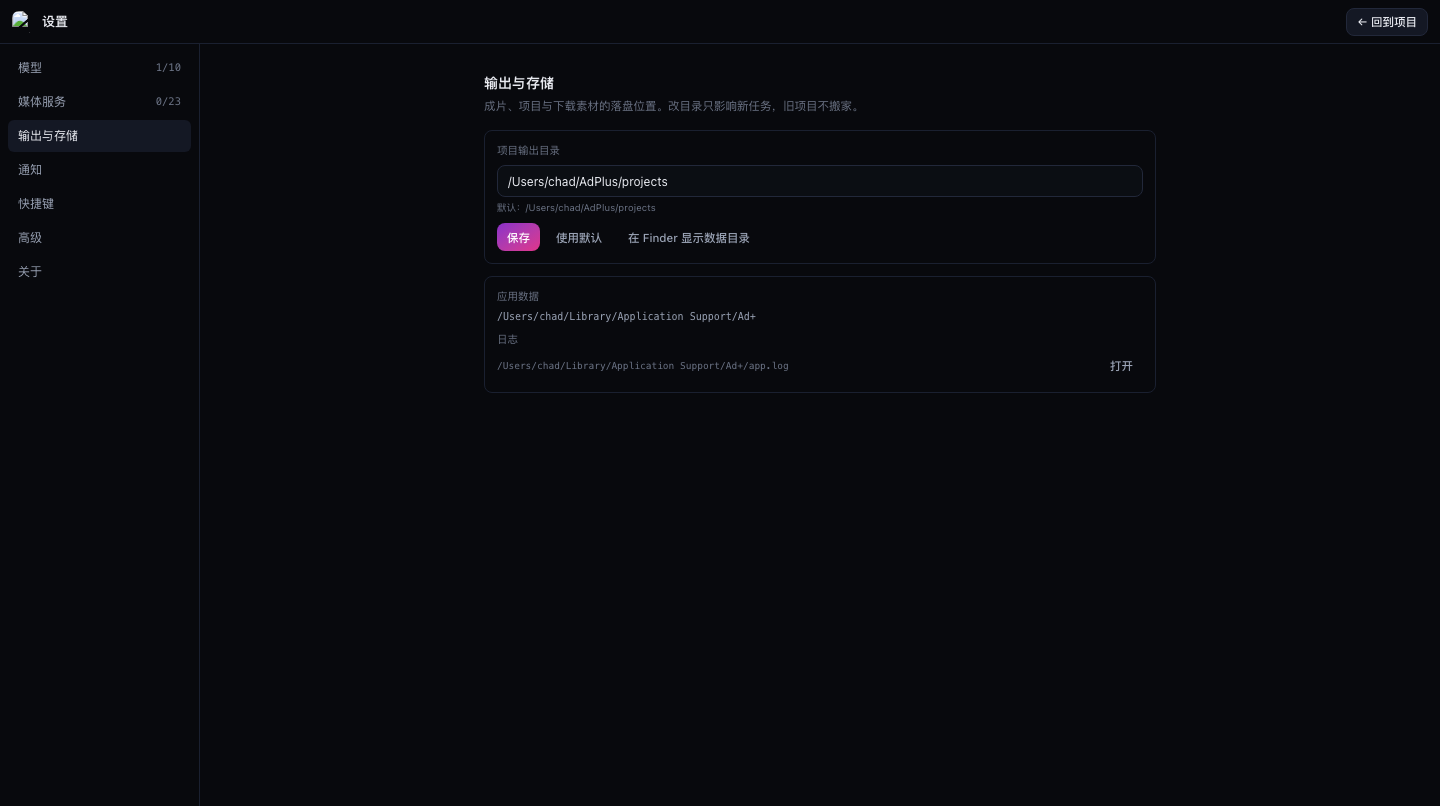 设置
← 回到项目
模型 1/10
媒体服务 0/23
输出与存储
通知
快捷键
高级
关于
输出与存储
成片、项目与下载素材的落盘位置。改目录只影响新任务，旧项目不搬家。
项目输出目录
/Users/chad/AdPlus/projects
默认：/Users/chad/AdPlus/projects
保存 使用默认 在 Finder 显示数据目录
应用数据
/Users/chad/Library/Application Support/Ad+
日志
/Users/chad/Library/Application Support/Ad+/app.log 打开